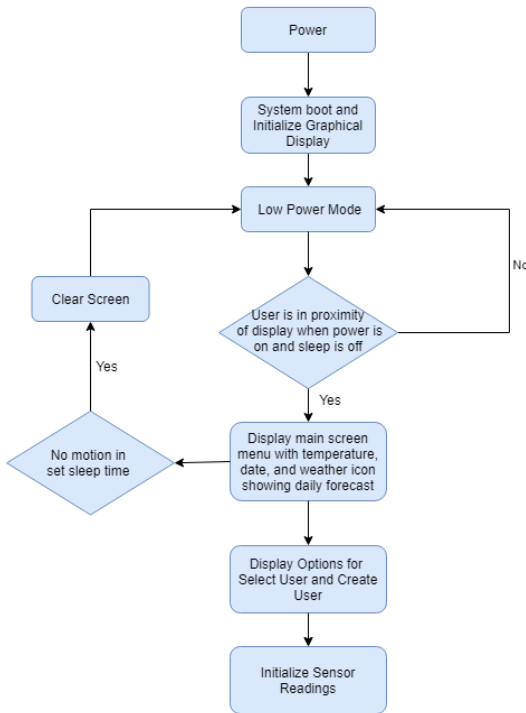 Power
System boot and
Initialize Graphical
Display
Low Power Mode
No
Clear Screen
User is in proximity
of display when power is
on and sleep is off
Yes
Yes
Display main screen
menu with temperature,
date, and weather icon
showing daily forecast
No motion in
set sleep time
Display Options for
Select User and Create
User
Initialize Sensor
Readings